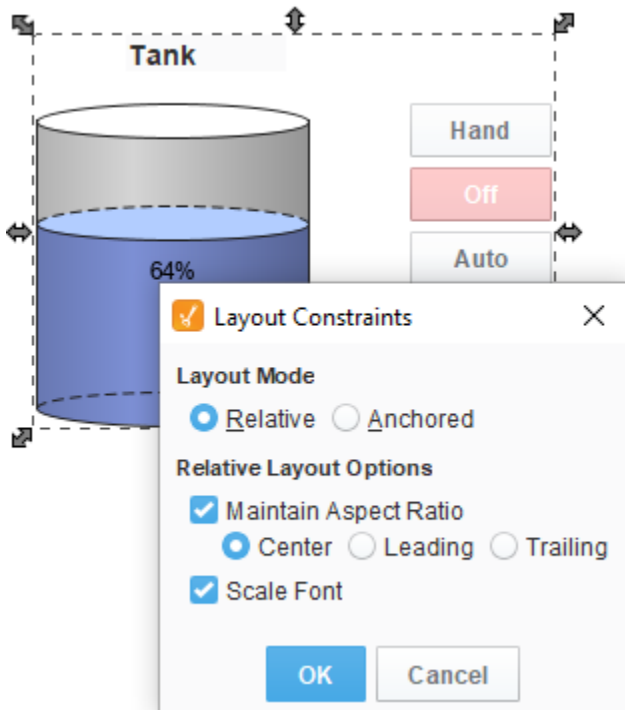 Tank
Hand
Off
Auto
64%
Layout Constraints
Layout Mode
Relative Anchored
Relative Layout Options
Maintain Aspect Ratio
Center Leading Trailing
Scale Font
OK Cancel